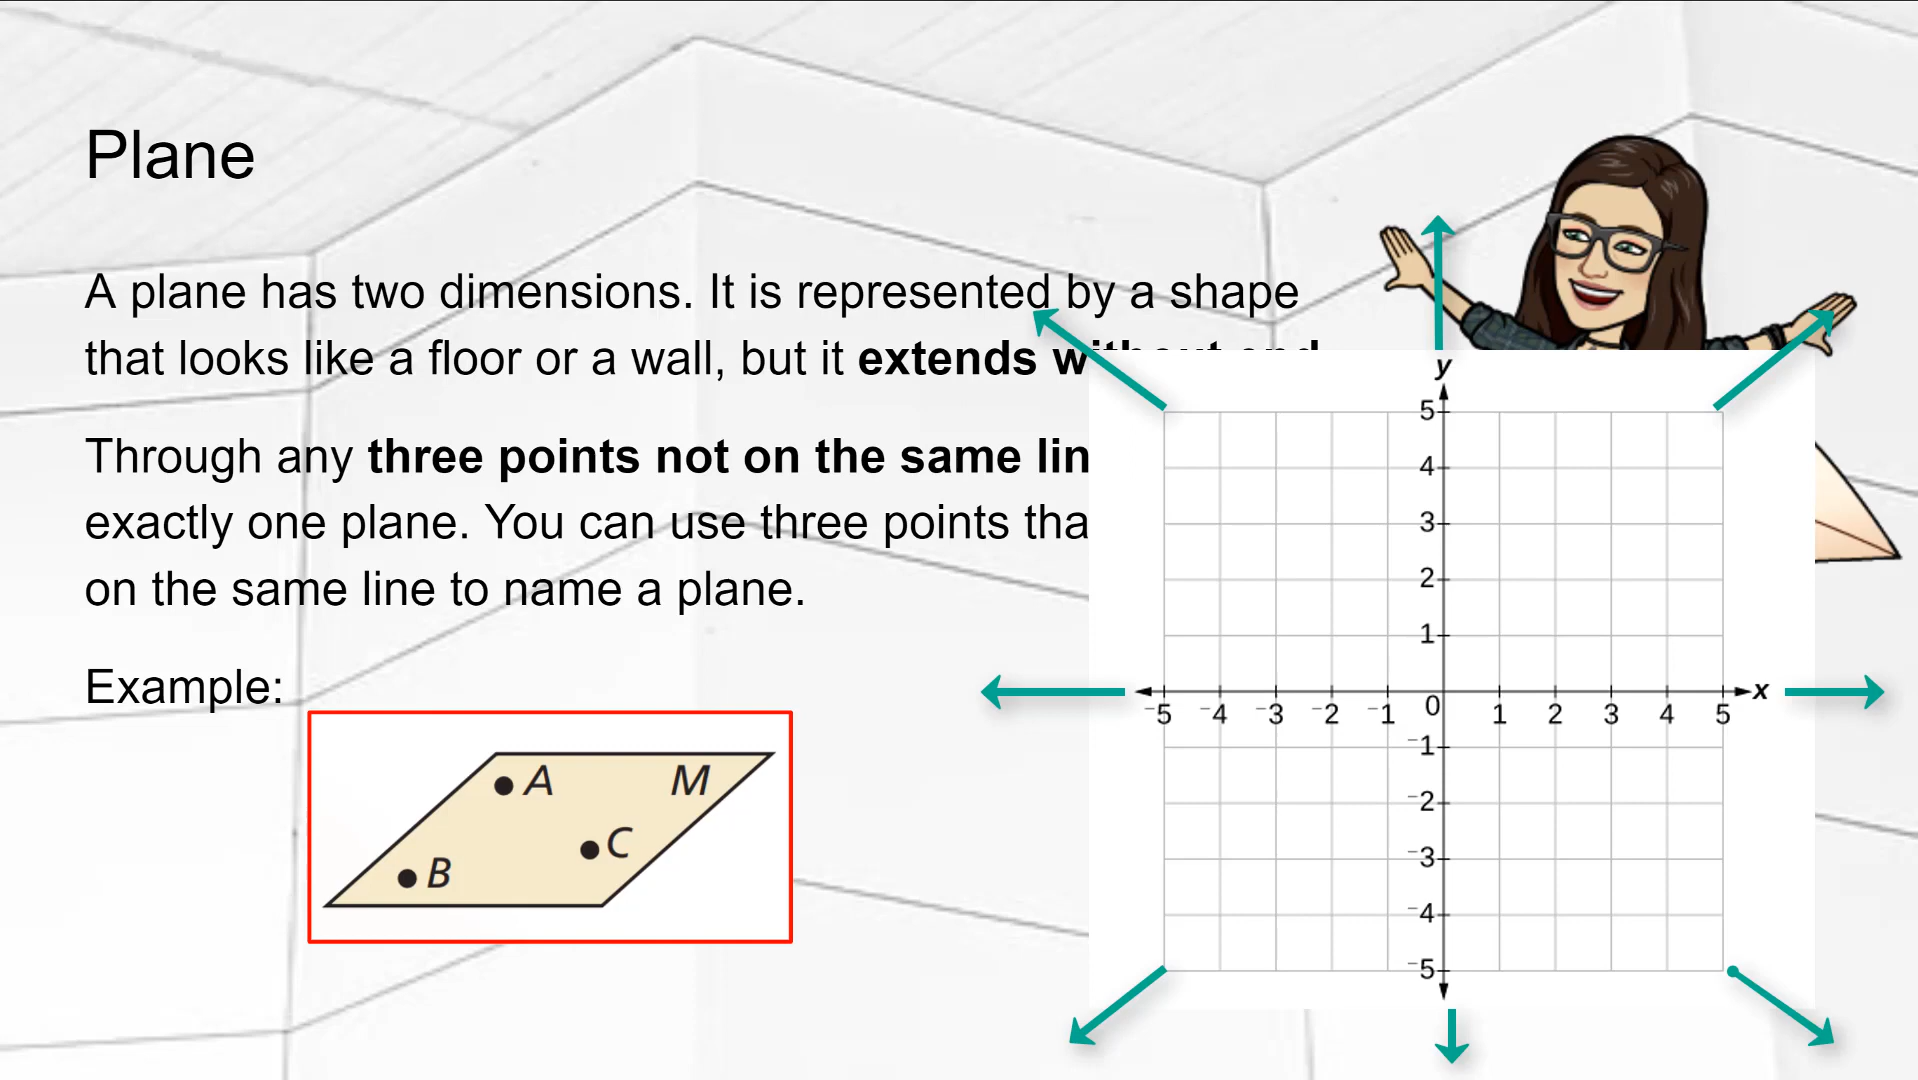 Plane
A plane has two dimensions. It is represented by a shape
that looks like a floor or a wall, but it extends without end
Through any three points not on the same lin
exactly one plane. You can use three points tha
on the same line to name a plane.
Example:
A
M
C
B
y
5
4
3
2
1
0
x
-5 -4 -3 -2 -1 1 2 3 4 5
-1
-2
-3
-4
-5